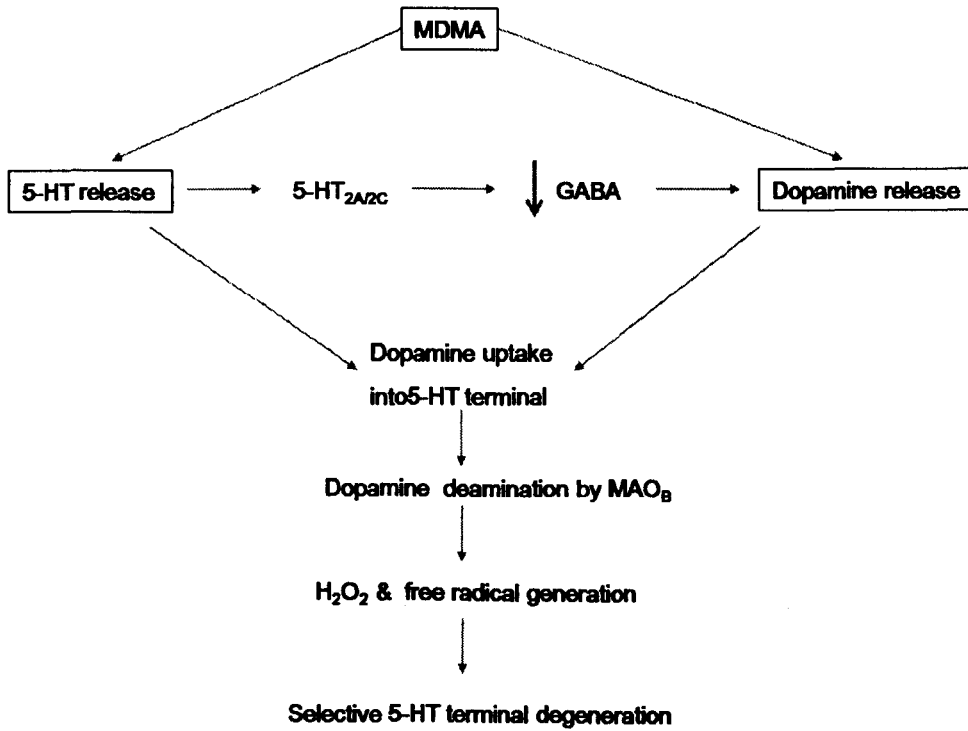 MDMA
5-HT release
5-HT2A/2C
GABA
Dopamine release
Dopamine uptake
into5-HT terminal
Dopamine deamination by MAOB
H2O2 & free radical generation
Selective 5-HT terminal degeneration